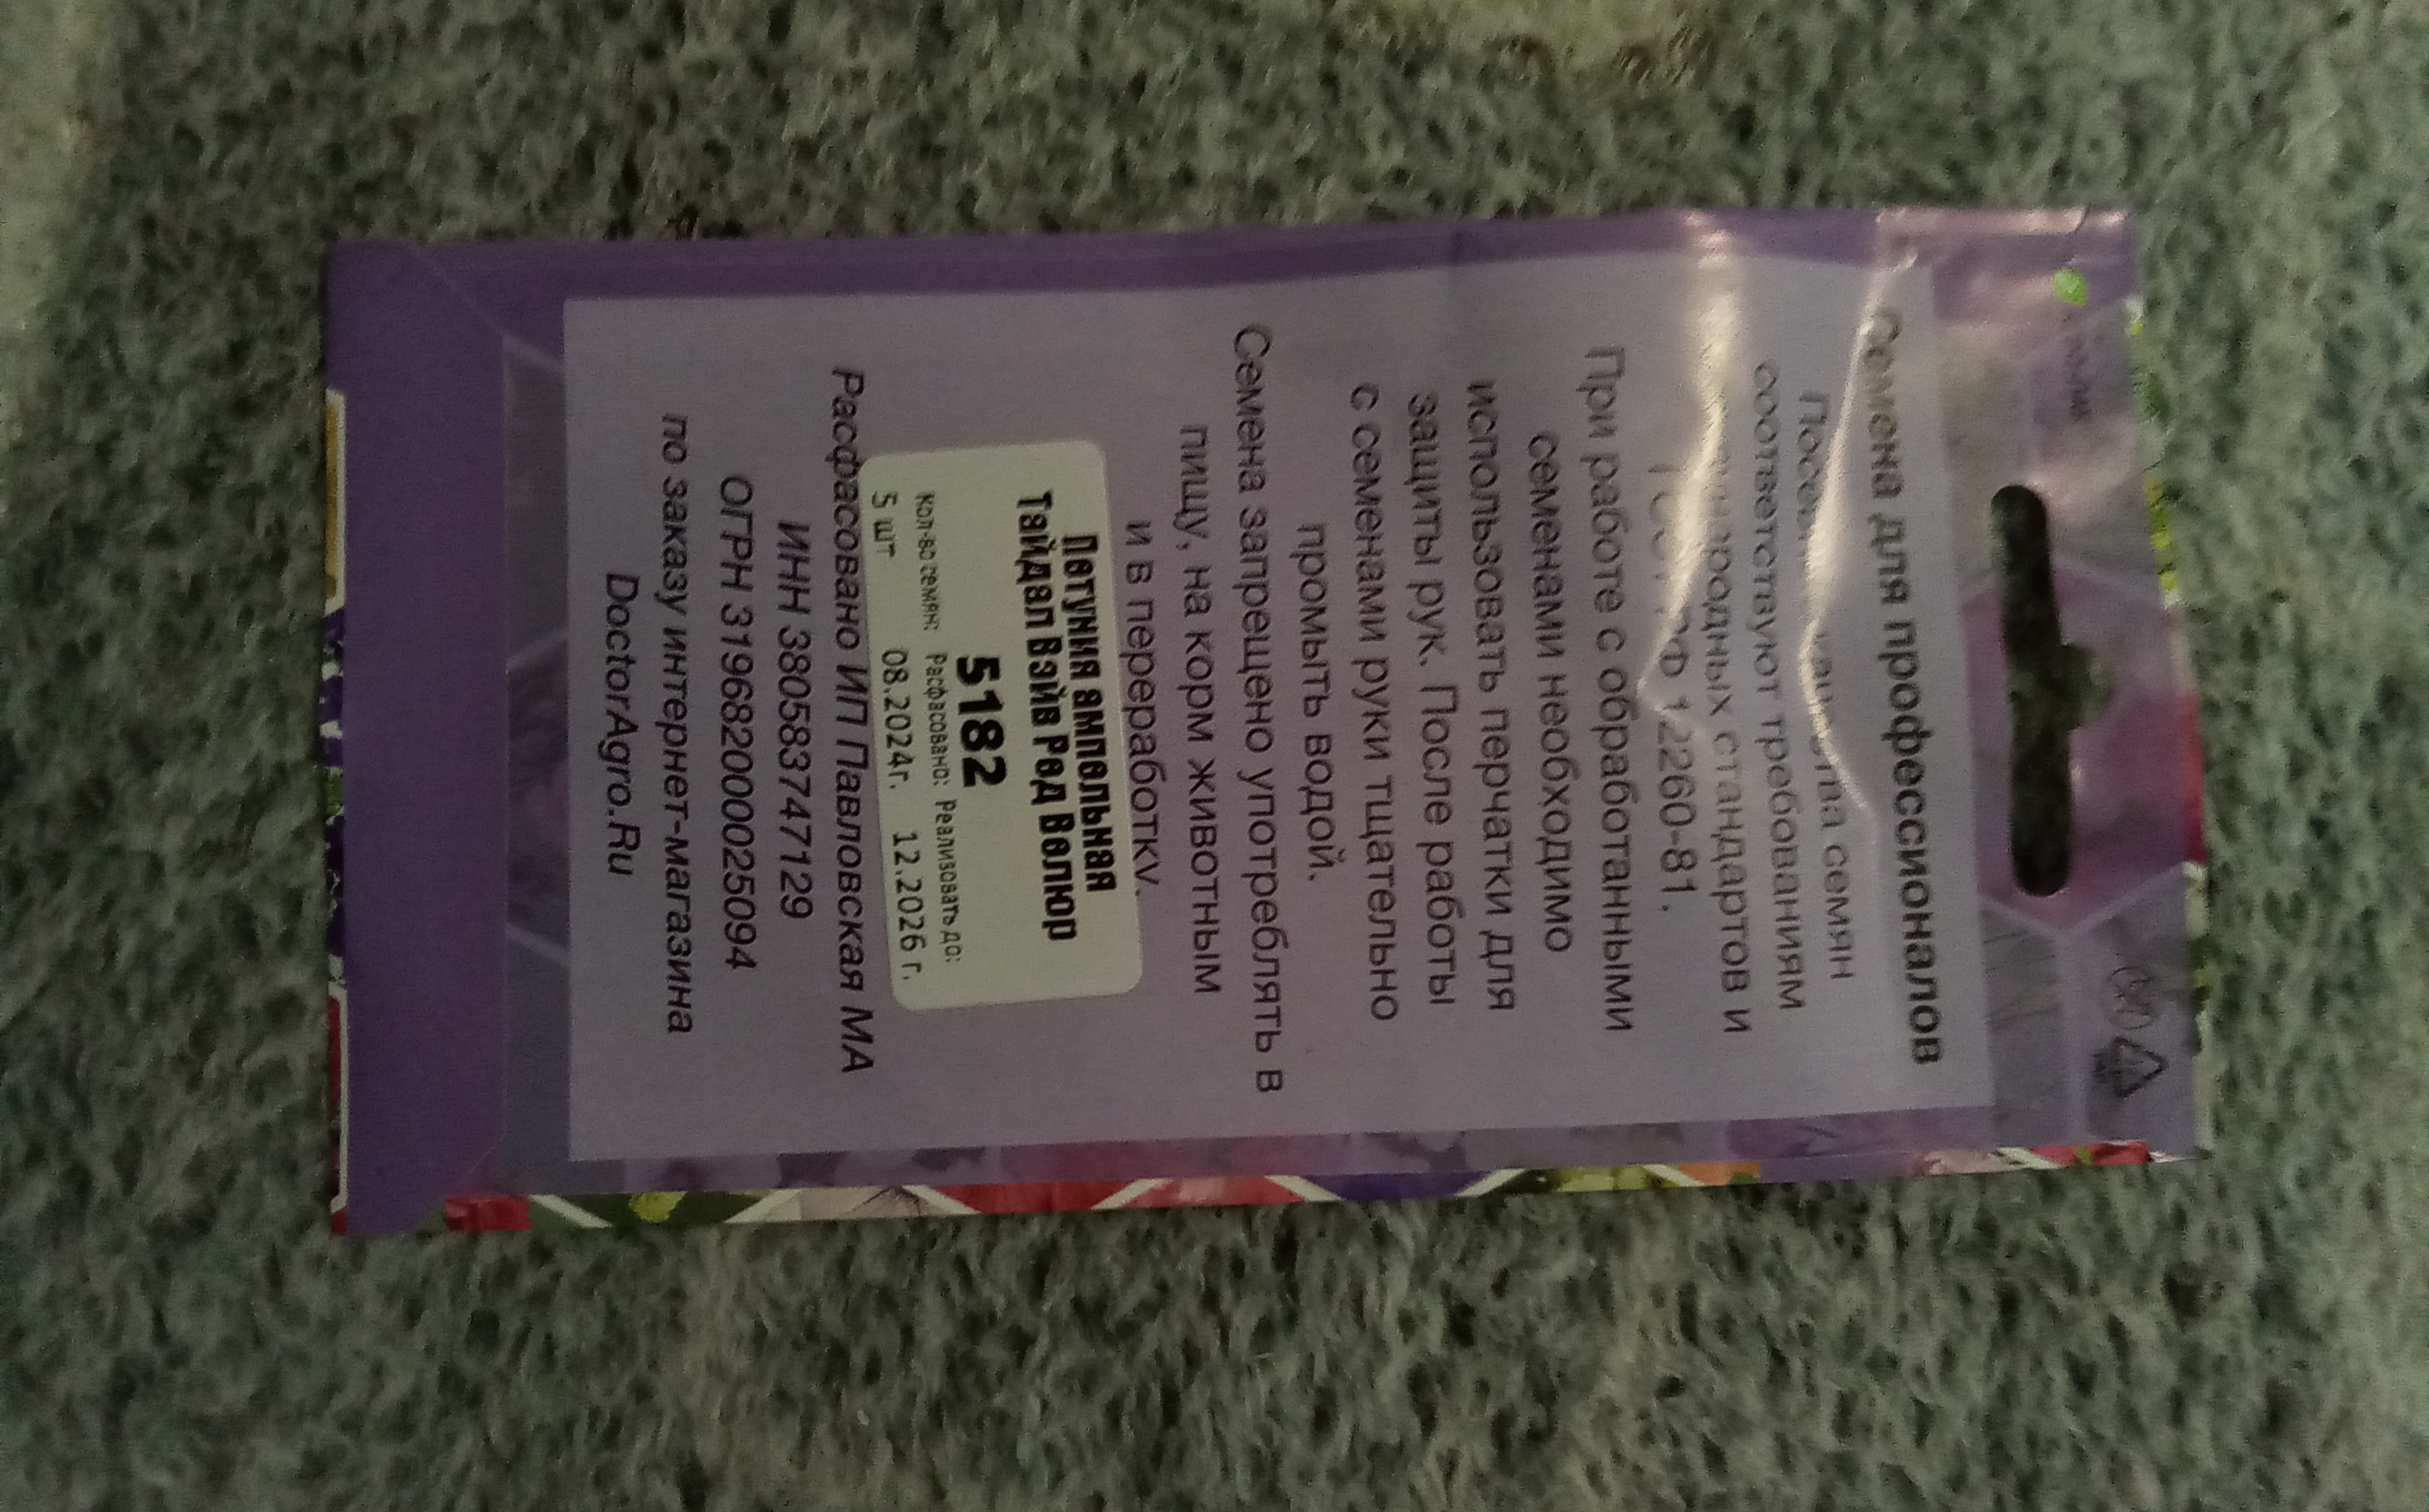 Семена для профессионалов
семян
соответствуют требованиям
стандартов и
12260-81.
При работе с обработанными
семенами необходимо
использовать перчатки для
защиты рук. После работы
с семенами руки тщательно
промыть водой.
Семена запрещено употреблять в
пищу, на корм животным
и в переработку.
Петуния ампельная
Тайдал Вэйв Ред Велюр
5182
Кол-во семян: Расфасовано: Реализовать до:
5 шт 08.2024г. 12.2026 г.
Расфасовано ИП Павловская МА
ИНН 380583747129
ОГРН 319682000025094
по заказу интернет-магазина
DoctorAgro.Ru